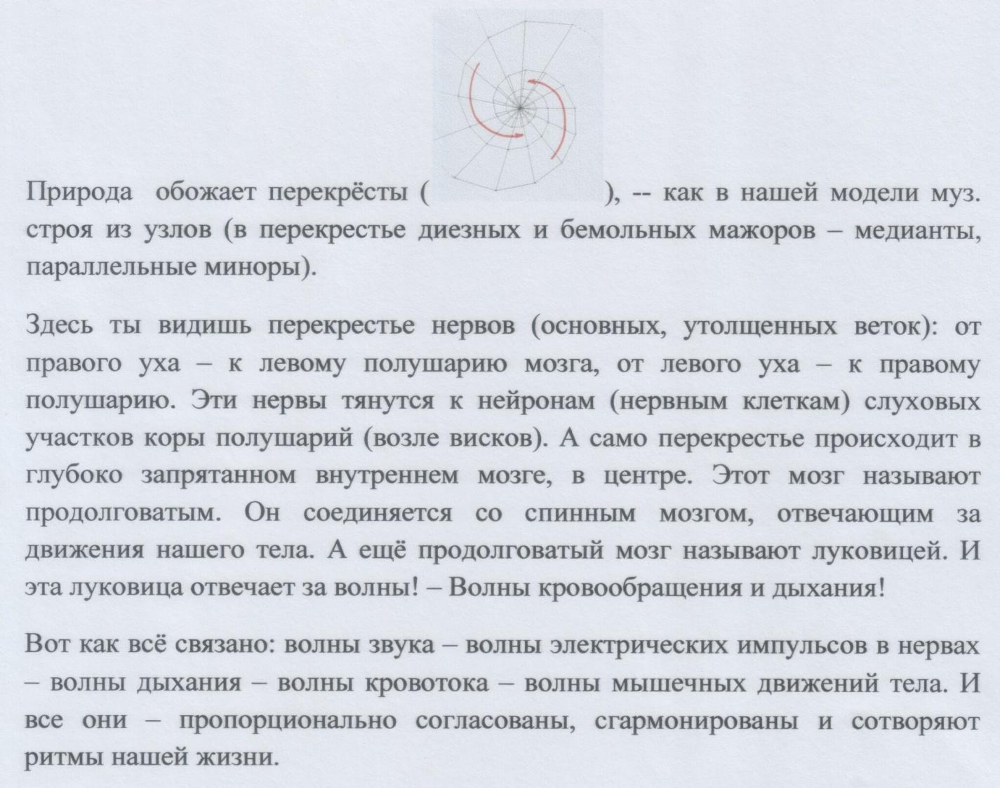 Природа обожает перекрёсты ( ), -- как в нашей модели муз.
строя из узлов (в перекрестье диезных и бемольных мажоров – медианты,
параллельные миноры).
Здесь ты видишь перекрестье нервов (основных, утолщенных веток): от
правого уха – к левому полушарию мозга, от левого уха – к правому
полушарию. Эти нервы тянутся к нейронам (нервным клеткам) слуховых
участков коры полушарий (возле висков). А само перекрестье происходит в
глубоко запрятанном внутреннем мозге, в центре. Этот мозг называют
продолговатым. Он соединяется со спинным мозгом, отвечающим за
движения нашего тела. А ещё продолговатый мозг называют луковицей. И
эта луковица отвечает за волны! – Волны кровообращения и дыхания!
Вот как всё связано: волны звука – волны электрических импульсов в нервах
– волны дыхания – волны кровотока – волны мышечных движений тела. И
все они – пропорционально согласованы, сгармонированы и сотворяют
ритмы нашей жизни.